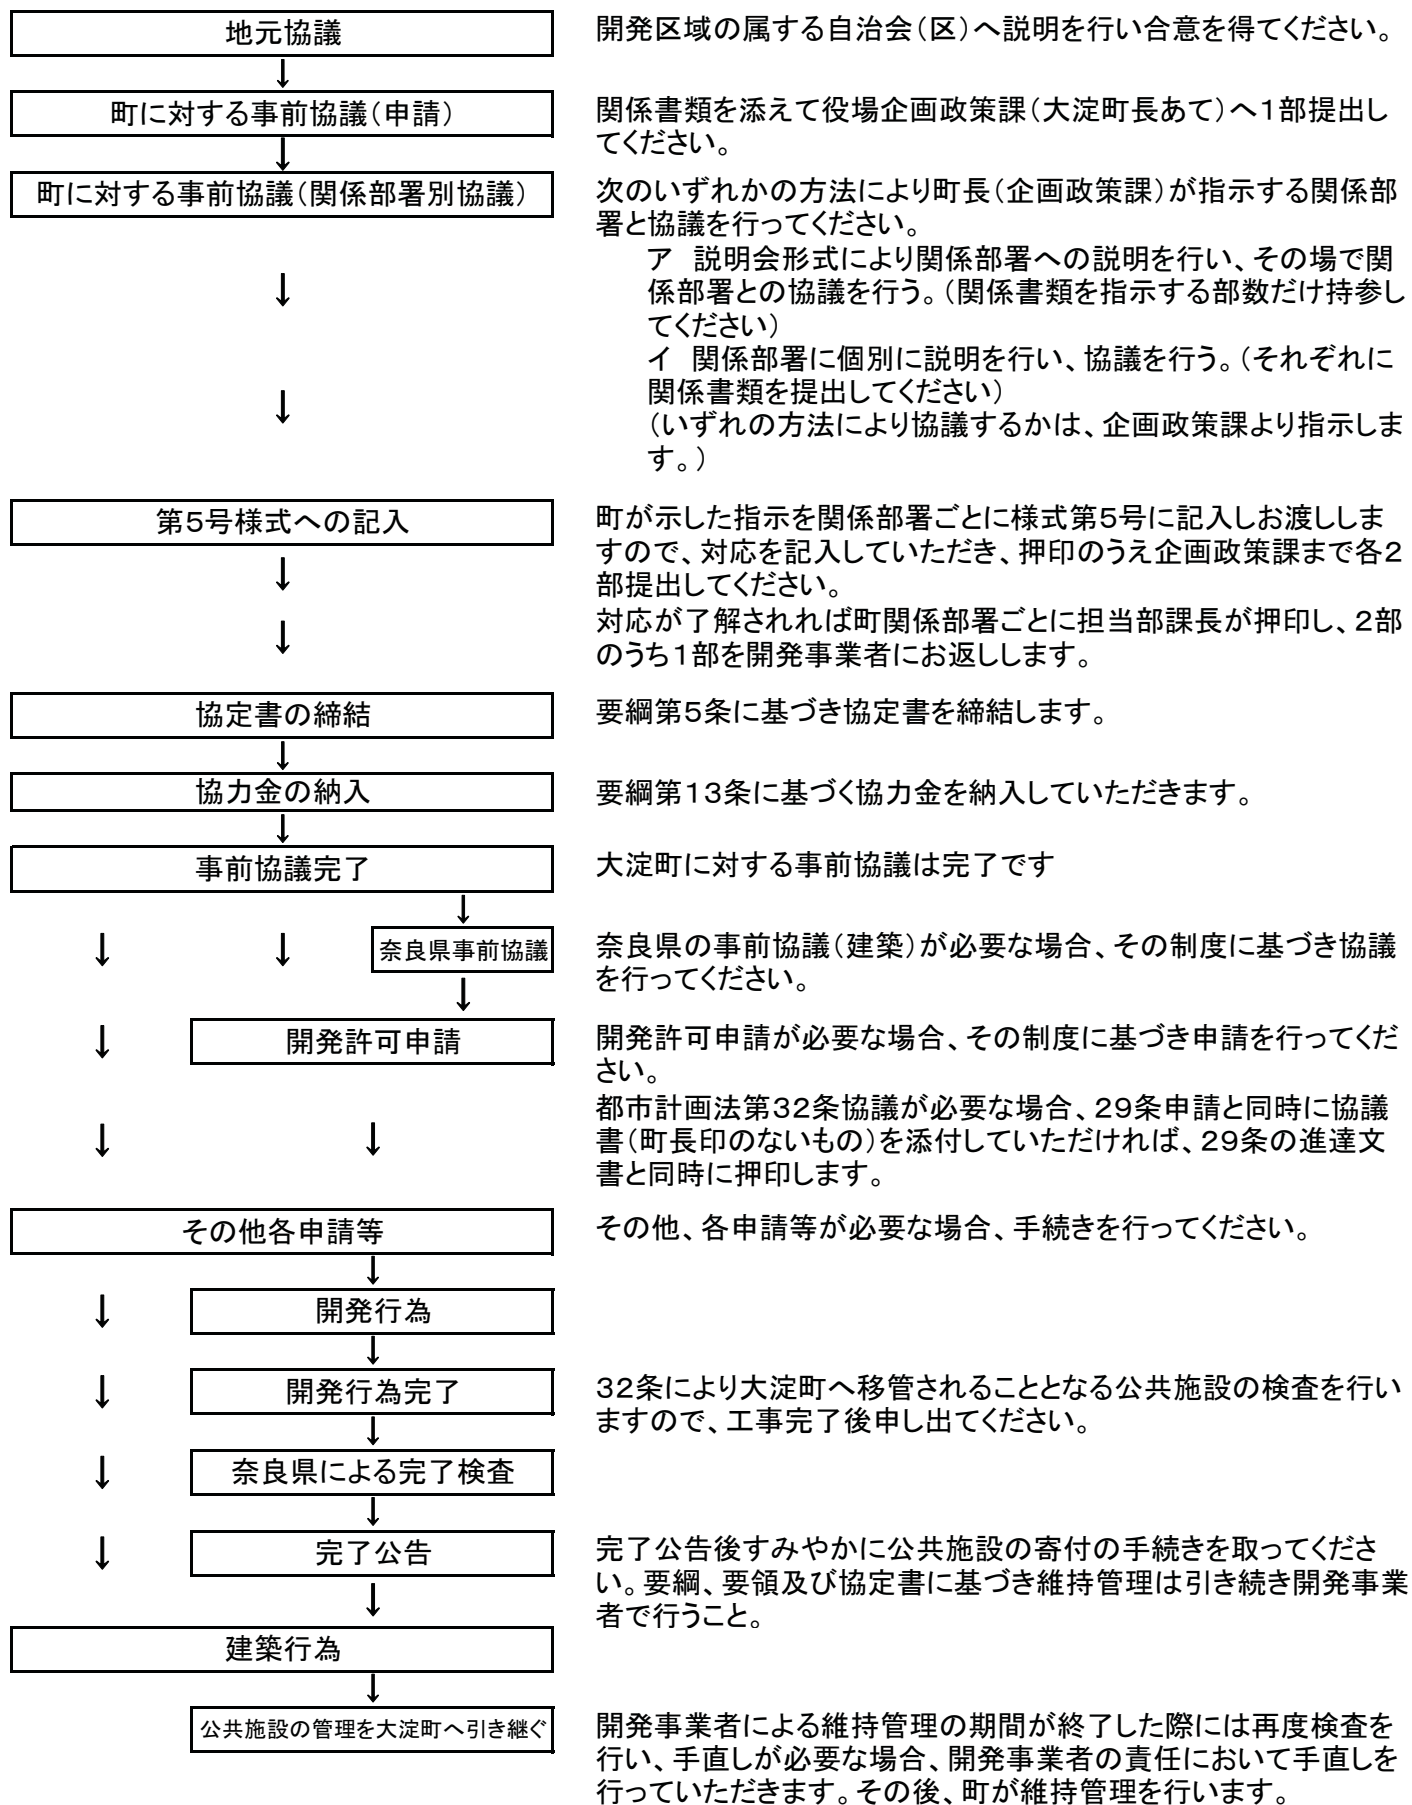 地元協議
開発区域の属する自治会（区）へ説明を行い合意を得てください。
↓
町に対する事前協議（申請）
関係書類を添えて役場企画政策課（大淀町長あて）へ１部提出し
てください。
↓
町に対する事前協議（関係部署別協議）
次のいずれかの方法により町長（企画政策課）が指示する関係部
署と協議を行ってください。
ア　説明会形式により関係部署への説明を行い、その場で関
係部署との協議を行う。（関係書類を指示する部数だけ持参し
てください）
イ　関係部署に個別に説明を行い、協議を行う。（それぞれに
関係書類を提出してください）
（いずれの方法により協議するかは、企画政策課より指示しま
す。）
↓
↓
第５号様式への記入
町が示した指示を関係部署ごとに様式第５号に記入しお渡ししま
すので、対応を記入していただき、押印のうえ企画政策課まで各２
部提出してください。
対応が了解されれば町関係部署ごとに担当部課長が押印し、２部
のうち１部を開発事業者にお返しします。
↓
↓
協定書の締結
要綱第５条に基づき協定書を締結します。
↓
協力金の納入
要綱第１３条に基づく協力金を納入していただきます。
↓
事前協議完了
大淀町に対する事前協議は完了です
↓
↓ ↓ 奈良県事前協議
奈良県の事前協議（建築）が必要な場合、その制度に基づき協議
を行ってください。
↓
↓ 開発許可申請
開発許可申請が必要な場合、その制度に基づき申請を行ってくだ
さい。
都市計画法第３２条協議が必要な場合、２９条申請と同時に協議
書（町長印のないもの）を添付していただければ、２９条の進達文
書と同時に押印します。
↓ ↓
その他各申請等
その他、各申請等が必要な場合、手続きを行ってください。
↓
↓ 開発行為
↓
↓ 開発行為完了
３２条により大淀町へ移管されることとなる公共施設の検査を行い
ますので、工事完了後申し出てください。
↓
↓ 奈良県による完了検査
↓
↓ 完了公告
完了公告後すみやかに公共施設の寄付の手続きを取ってくださ
い。要綱、要領及び協定書に基づき維持管理は引き続き開発事業
者で行うこと。
↓
建築行為
↓
公共施設の管理を大淀町へ引き継ぐ
開発事業者による維持管理の期間が終了した際には再度検査を
行い、手直しが必要な場合、開発事業者の責任において手直しを
行っていただきます。その後、町が維持管理を行います。